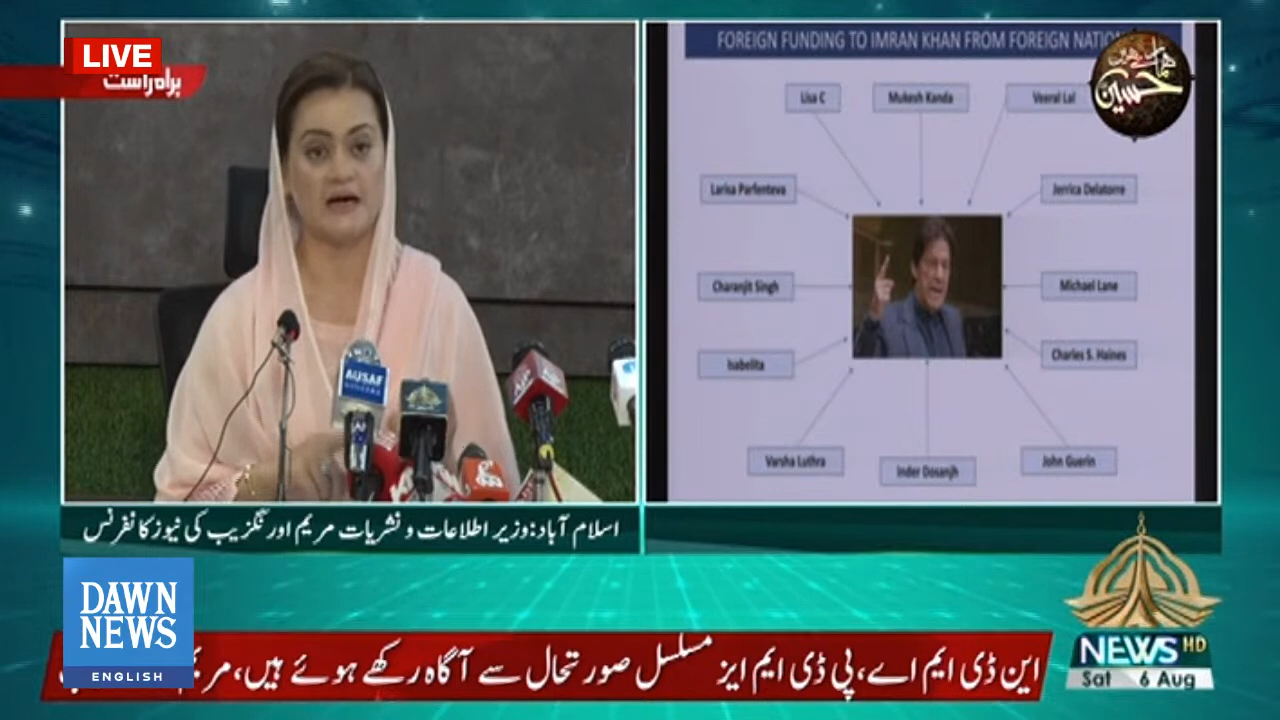 LIVE
براہ راست
FOREIGN FUNDING TO IMRAN KHAN FROM FOREIGN
ہمارے ہیں
حسین
Lisa C
Mukesh Kanda
Veeral Lal
Larisa Parfenteva
Jerrica Delatorre
Charanjit Singh
Michael Lane
Isabelita
Charles S. Haines
Varsha Luthra
Inder Dosanjh
John Guerin
AUSAF
اسلام آباد:وزیر اطلاعات و نشریات مریم اورنگزیب کی نیوز کانفرنس
DAWN
NEWS
ENGLISH
این ڈی ایم اے، پی ڈی ایم ایز مسلسل صورتحال سے آگاہ رکھے ہوئے ہیں،
NEWS HD
Sat 6 Aug